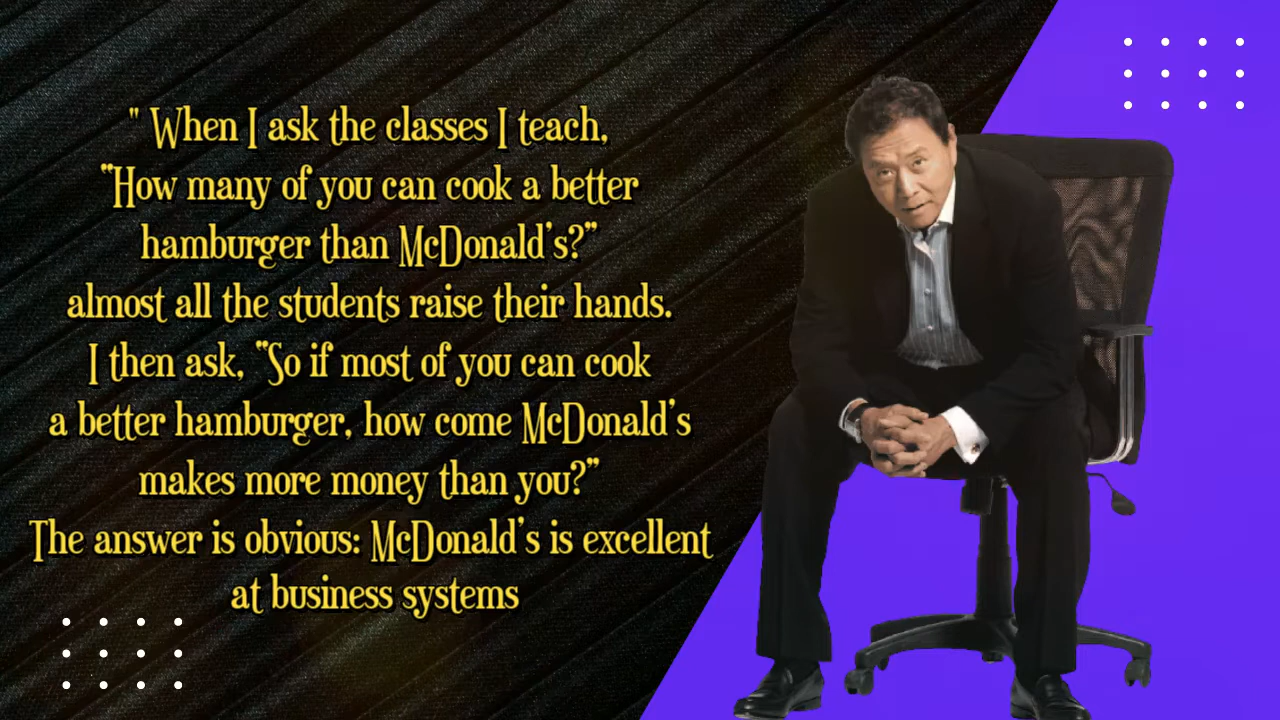 " When I ask the classes I teach,
"How many of you can cook a better
hamburger than McDonald's?"
almost all the students raise their hands.
I then ask, "So if most of you can cook
a better hamburger, how come McDonald's
makes more money than you?"
The answer is obvious: McDonald's is excellent
at business systems